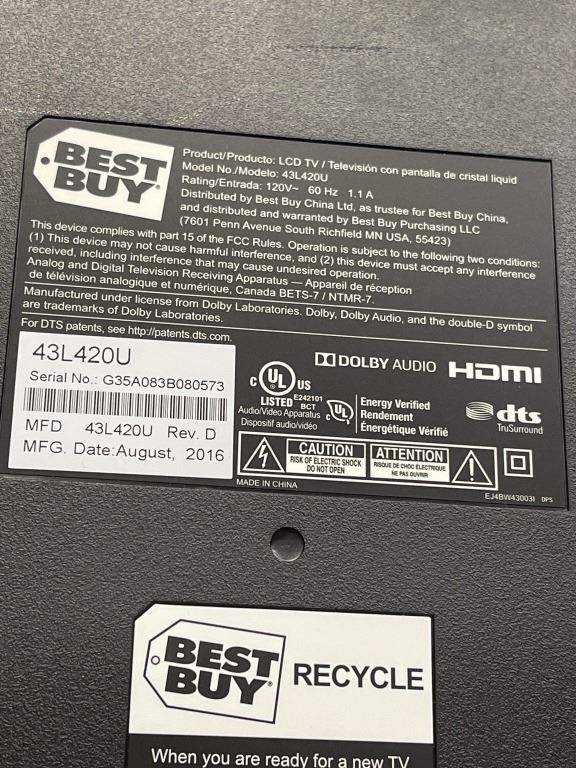 BEST
BUY
Product/Producto: LCD TV / Televisión con pantalla de cristal liquid
Model No./Modelo: 43L420U
Rating/Entrada: 120V~ 60 Hz 1.1 A
Distributed by Best Buy China Ltd, as trustee for Best Buy China,
and distributed and warranted by Best Buy Purchasing LLC
(7601 Penn Avenue South Richfield MN USA, 55423)
This device complies with part 15 of the FCC Rules. Operation is subject to the following two conditions:
(1) This device may not cause harmful interference, and (2) this device must accept any interference
received, including interference that may cause undesired operation.
Analog and Digital Television Receiving Apparatus — Appareil de réception
de télévision analogique et numérique, Canada BETS-7 / NTMR-7.
Manufactured under license from Dolby Laboratories. Dolby, Dolby Audio, and the double-D symbol
are trademarks of Dolby Laboratories.
For DTS patents, see http://patents.dts.com.
43L420U
Serial No.: G35A083B080573
MFD 43L420U Rev. D
MFG. Date:August, 2016
DOLBY AUDIO
HDMI
C UL US
LISTED E242101
BCT
Audio/Video Apparatus
Dispositif audio/vidéo
C UL
Energy Verified
Rendement
Énergétique Vérifié
dts
TruSurround
CAUTION
RISK OF ELECTRIC SHOCK
DO NOT OPEN
ATTENTION
RISQUE DE CHOC ÉLECTRIQUE
NE PAS OUVRIR
MADE IN CHINA
EJ4BW43003I DPS
BEST
BUY
RECYCLE
When you are ready for a new TV